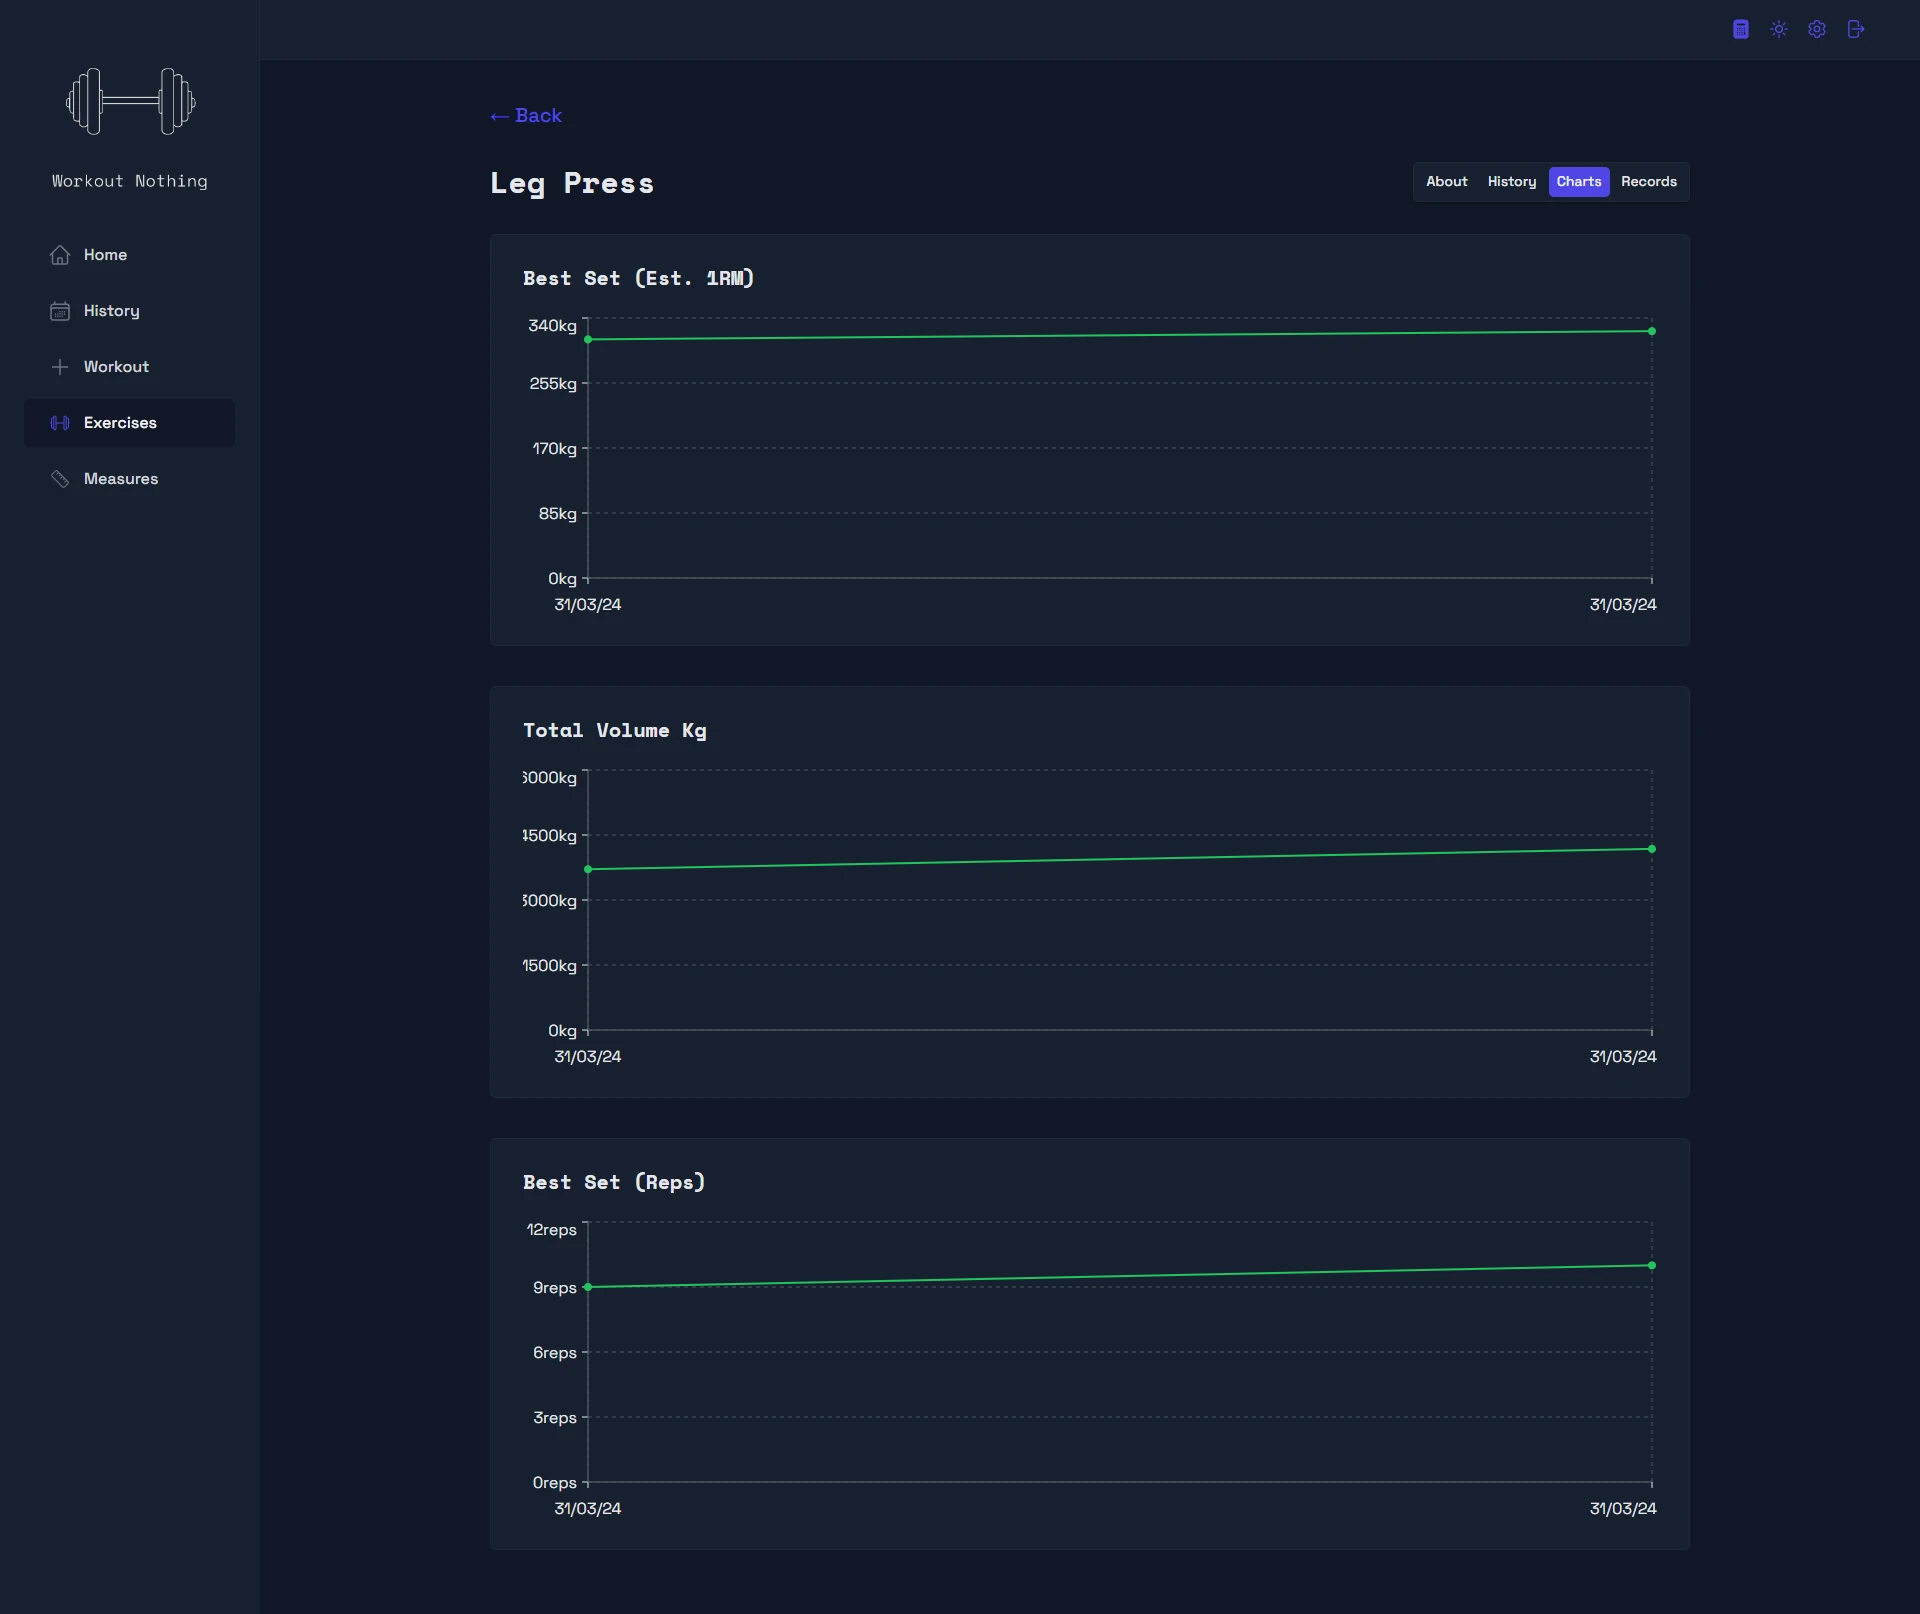 Workout Nothing
Home
History
Workout
Exercises
Measures
← Back
Leg Press
About History Charts Records
Best Set (Est. 1RM)
340kg
255kg
170kg
85kg
0kg
31/03/24 31/03/24
Total Volume Kg
6000kg
4500kg
3000kg
1500kg
0kg
31/03/24 31/03/24
Best Set (Reps)
12reps
9reps
6reps
3reps
0reps
31/03/24 31/03/24